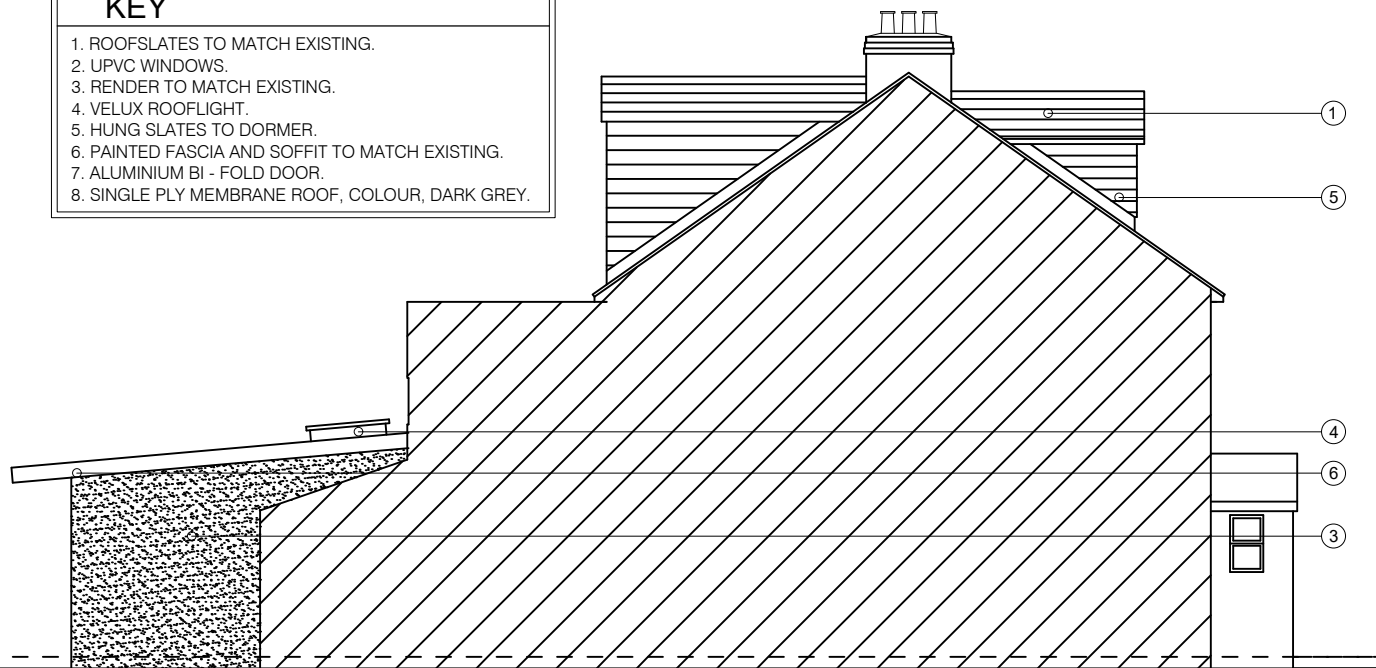 KEY
1. ROOFSLATES TO MATCH EXISTING.
2. UPVC WINDOWS.
3. RENDER TO MATCH EXISTING.
4. VELUX ROOFLIGHT.
5. HUNG SLATES TO DORMER.
6. PAINTED FASCIA AND SOFFIT TO MATCH EXISTING.
7. ALUMINIUM BI - FOLD DOOR.
8. SINGLE PLY MEMBRANE ROOF, COLOUR, DARK GREY.
1
5
4
6
3